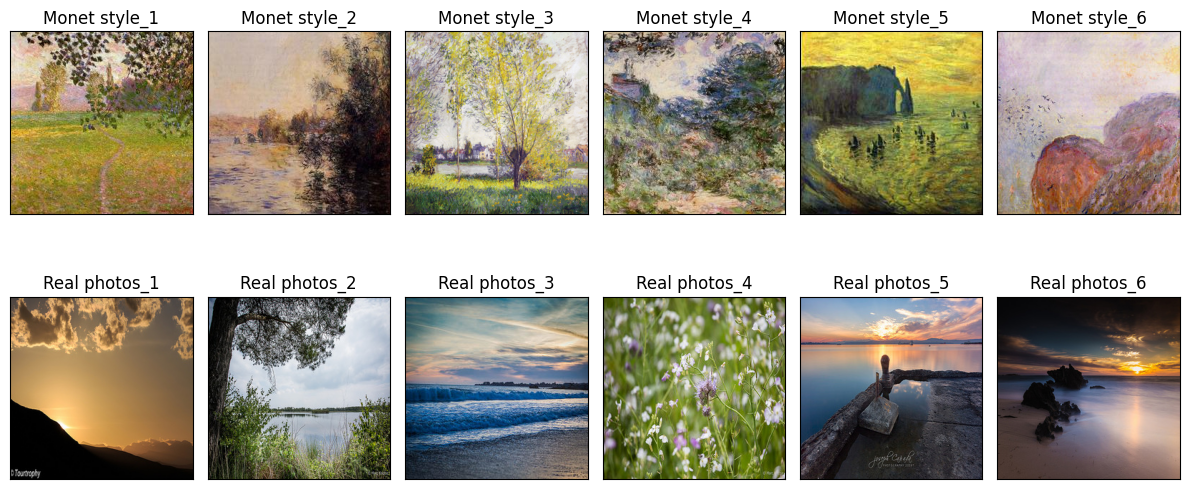 Monet style_1
Monet style_2
Monet style_3
Monet style_4
Monet style_5
Monet style_6
Real photos_1
Real photos_2
Real photos_3
Real photos_4
Real photos_5
Real photos_6
© Tourtrophy